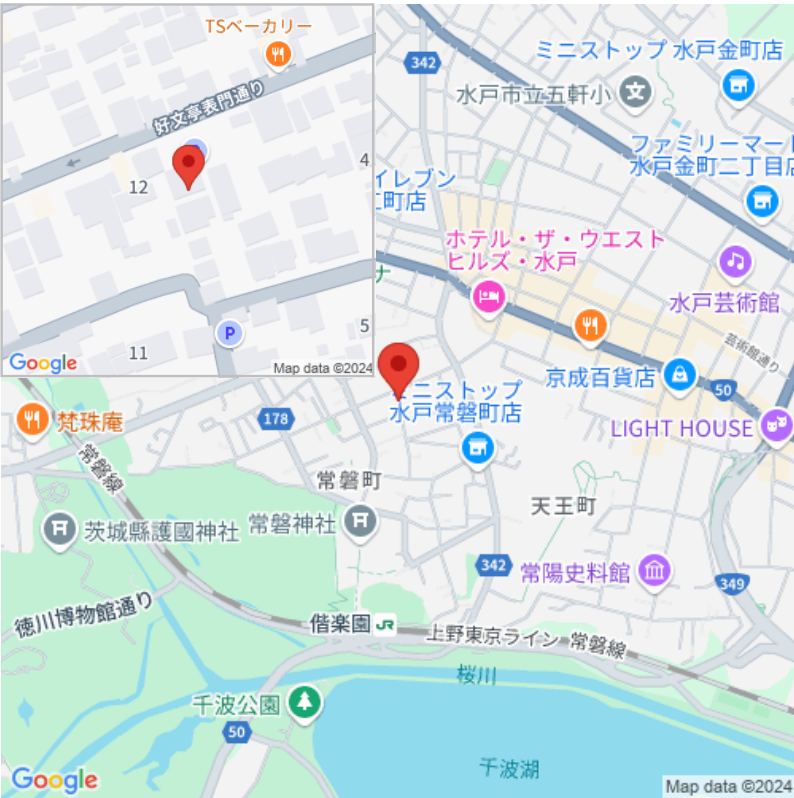 TSベーカリー
好文亭表門通り
12
4
P
11
5
Google
Map data ©2024
342
ミニストップ 水戸金町店
水戸市立五軒小
文
ファミリーマート
水戸金町二丁目店
イレブン
町店
ホテル・ザ・ウエスト
ヒルズ・水戸
ナ
水戸芸術館
芸術館通り
京成百貨店
50
LIGHT HOUSE
ミニストップ
水戸常磐町店
178
梵珠庵
常磐線
常磐町
天王町
茨城縣護國神社
常磐神社
342
常陽史料館
349
徳川博物館通り
偕楽園
JR
上野東京ライン 常磐線
桜川
千波公園
50
千波湖
Google
Map data ©2024